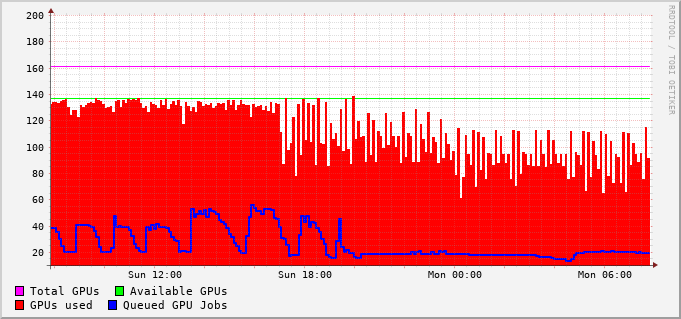 200
180
160
140
120
100
80
60
40
20
Sun 12:00 Sun 18:00 Mon 00:00 Mon 06:00
Total GPUs Available GPUs
GPUs used Queued GPU Jobs
RRDTOOL / TOBI OETIKER